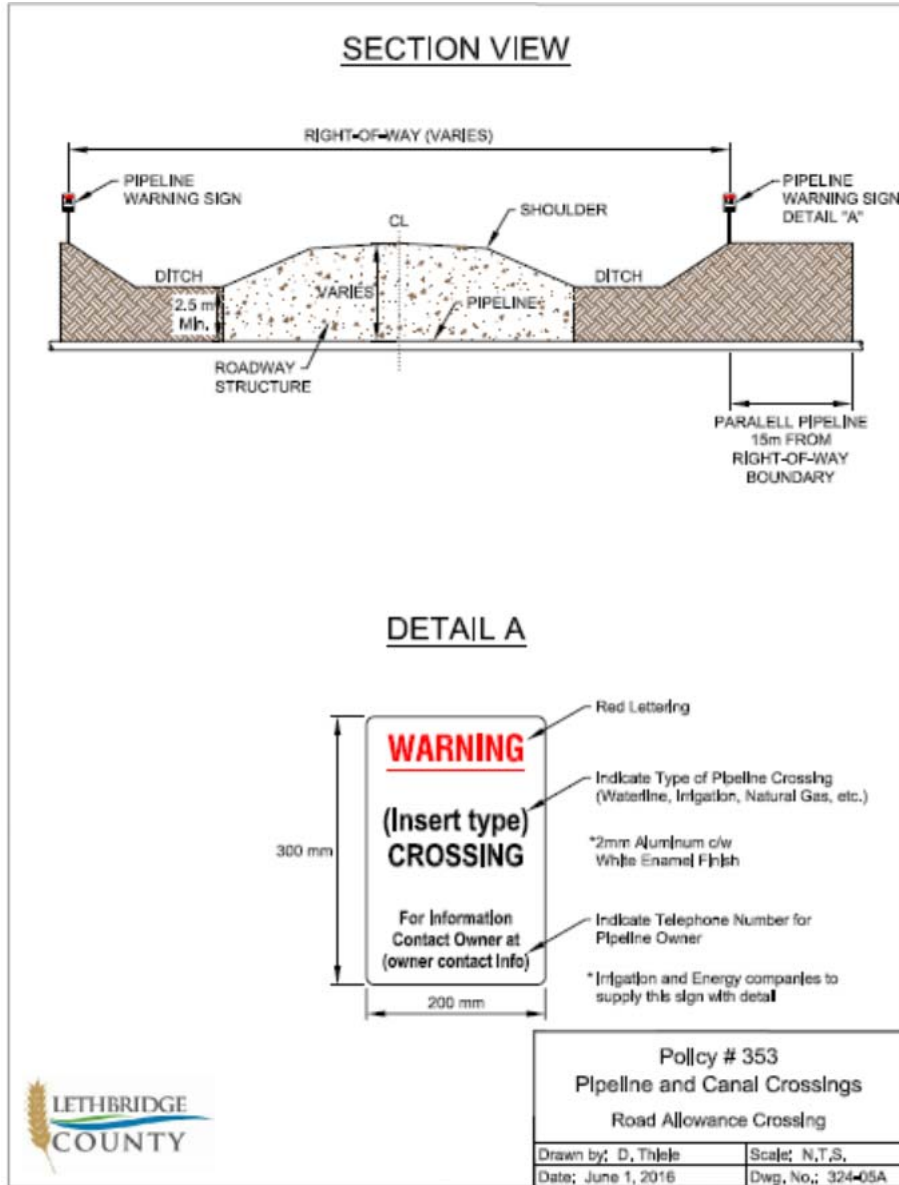 SECTION VIEW
RIGHT-OF-WAY (VARIES)
PIPELINE
WARNING SIGN
CL
SHOULDER
PIPELINE
WARNING SIGN
DETAIL "A"
DITCH
DITCH
2.5 m
Min.
VARIES
PIPELINE
ROADWAY
STRUCTURE
PARALELL PIPELINE
15m FROM
RIGHT-OF-WAY
BOUNDARY
DETAIL A
WARNING
Red Lettering
(Insert type)
CROSSING
Indicate Type of Pipeline Crossing
(Waterline, Irrigation, Natural Gas, etc.)
300 mm
*2mm Aluminum c/w
White Enamel Finish
For Information
Contact Owner at
(owner contact Info)
Indicate Telephone Number for
Pipeline Owner
*Irrigation and Energy companies to
supply this sign with detail
200 mm
LETHBRIDGE
COUNTY
Policy # 353
Pipeline and Canal Crossings
Road Allowance Crossing
Drawn by: D. Thiele
Scale: N.T.S.
Date: June 1, 2016
Dwg. No.: 324-05A